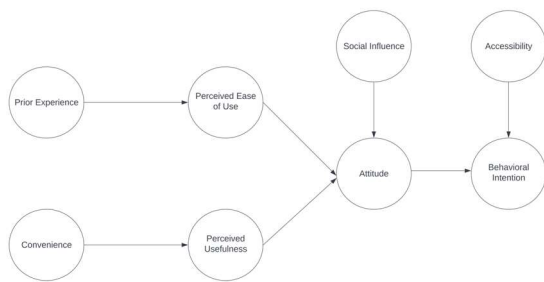 Social Influence
Accessibility
Prior Experience
Perceived Ease
of Use
Attitude
Behavioral
Intention
Convenience
Perceived
Usefulness